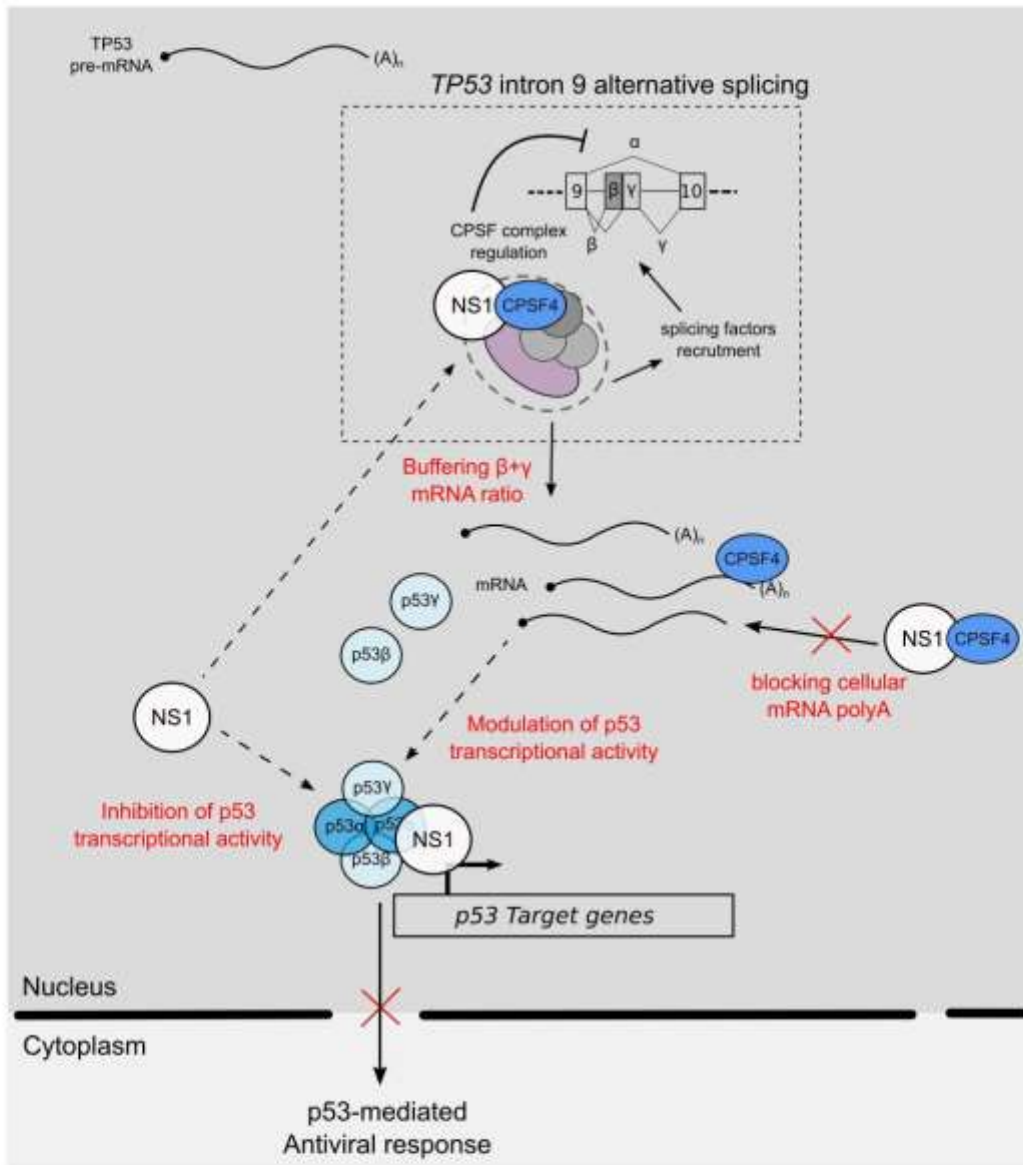 TP53
pre-mRNA
(A)n
TP53 intron 9 alternative splicing
α
9
β
γ
10
β
γ
CPSF complex
regulation
NS1
CPSF4
splicing factors
recrutment
Buffering β+γ
mRNA ratio
(A)n
CPSF4
mRNA
(A)n
p53γ
NS1
CPSF4
p53β
blocking cellular
mRNA polyA
NS1
Modulation of p53
transcriptional activity
Inhibition of p53
transcriptional activity
p53γ
p53α
p53
NS1
p53β
p53 Target genes
Nucleus
Cytoplasm
p53-mediated
Antiviral response